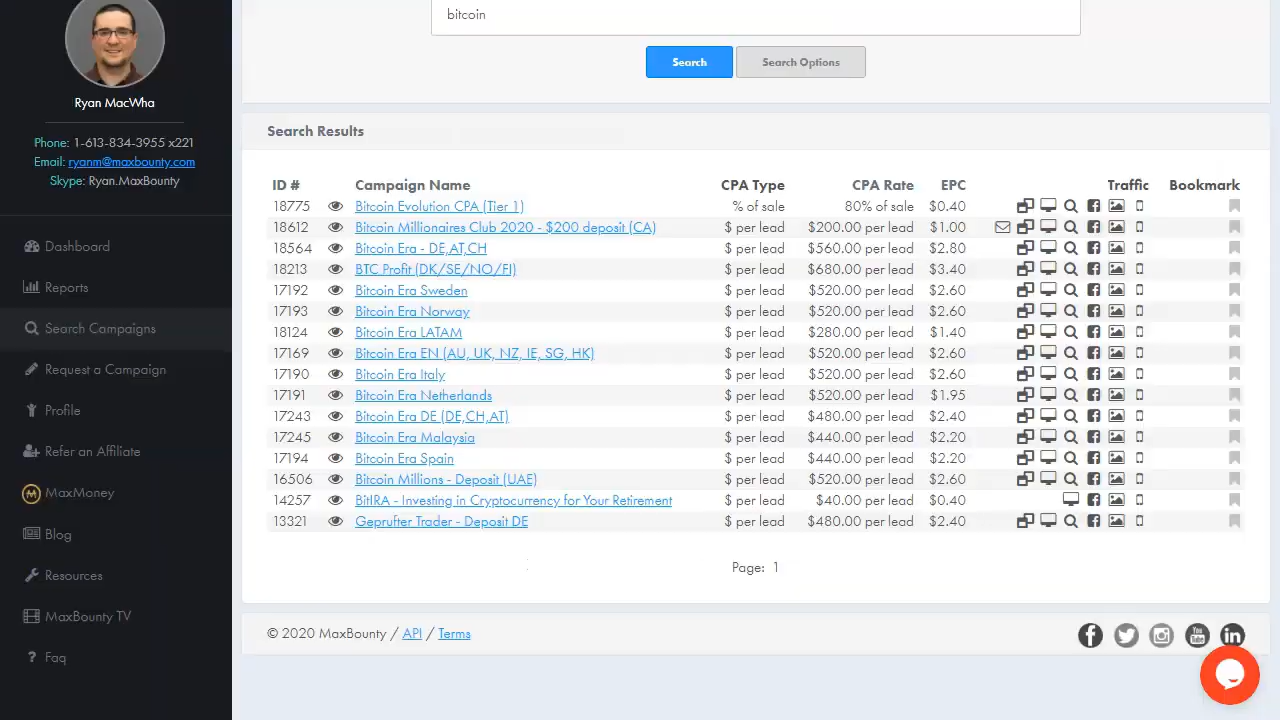 bitcoin
Search Search Options
Ryan MacWha
Phone: 1-613-834-3955 x221
Email: ryanm@maxbounty.com
Skype: Ryan.MaxBounty
Dashboard
Reports
Search Campaigns
Request a Campaign
Profile
Refer an Affiliate
MaxMoney
Blog
Resources
MaxBounty TV
Faq
Search Results
ID # Campaign Name CPA Type CPA Rate EPC Traffic Bookmark
18775 Bitcoin Evolution CPA (Tier 1) % of sale 80% of sale $0.40
18612 Bitcoin Millionaires Club 2020 - $200 deposit (CA) $ per lead $200.00 per lead $1.00
18564 Bitcoin Era - DE,AT,CH $ per lead $560.00 per lead $2.80
18213 BTC Profit (DK/SE/NO/FI) $ per lead $680.00 per lead $3.40
17192 Bitcoin Era Sweden $ per lead $520.00 per lead $2.60
17193 Bitcoin Era Norway $ per lead $520.00 per lead $2.60
18124 Bitcoin Era LATAM $ per lead $280.00 per lead $1.40
17169 Bitcoin Era EN (AU, UK, NZ, IE, SG, HK) $ per lead $520.00 per lead $2.60
17190 Bitcoin Era Italy $ per lead $520.00 per lead $2.60
17191 Bitcoin Era Netherlands $ per lead $520.00 per lead $1.95
17243 Bitcoin Era DE (DE,CH,AT) $ per lead $480.00 per lead $2.40
17245 Bitcoin Era Malaysia $ per lead $440.00 per lead $2.20
17194 Bitcoin Era Spain $ per lead $440.00 per lead $2.20
16506 Bitcoin Millions - Deposit (UAE) $ per lead $520.00 per lead $2.60
14257 BitIRA - Investing in Cryptocurrency for Your Retirement $ per lead $40.00 per lead $0.40
13321 Geprufter Trader - Deposit DE $ per lead $480.00 per lead $2.40
Page: 1
© 2020 MaxBounty / API / Terms